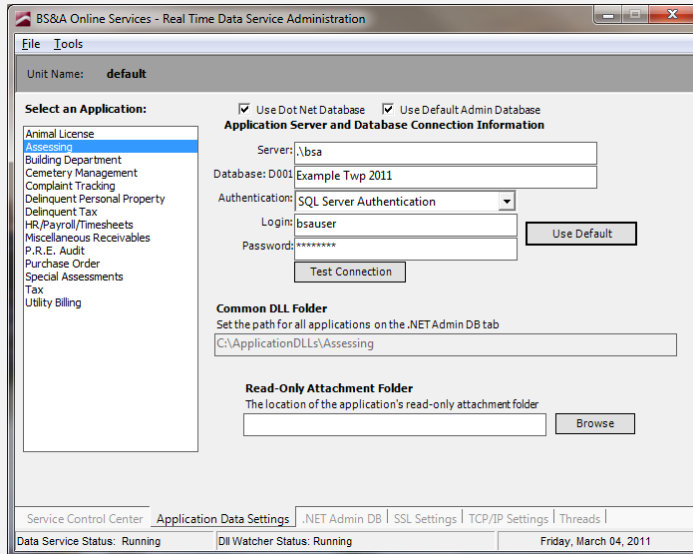 BS&A Online Services - Real Time Data Service Administration
File Tools
Unit Name: default
Select an Application:
Animal License
Assessing
Building Department
Cemetery Management
Complaint Tracking
Delinquent Personal Property
Delinquent Tax
HR/Payroll/Timesheets
Miscellaneous Receivables
P.R.E. Audit
Purchase Order
Special Assessments
Tax
Utility Billing
Use Dot Net Database Use Default Admin Database
Application Server and Database Connection Information
Server: .\bsa
Database: D001 Example Twp 2011
Authentication: SQL Server Authentication
Login: bsauser
Use Default
Password: ********
Test Connection
Common DLL Folder
Set the path for all applications on the .NET Admin DB tab
C:\ApplicationDLLs\Assessing
Read-Only Attachment Folder
The location of the application's read-only attachment folder
Browse
Service Control Center Application Data Settings .NET Admin DB SSL Settings TCP/IP Settings Threads
Data Service Status: Running Dll Watcher Status: Running Friday, March 04, 2011